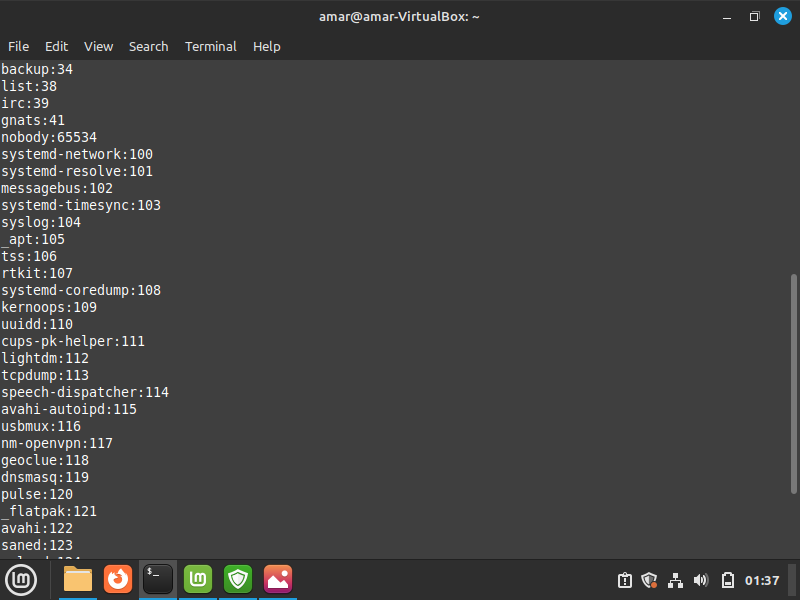 amar@amar-VirtualBox: ~
File Edit View Search Terminal Help
backup:34
list:38
irc:39
gnats:41
nobody:65534
systemd-network:100
systemd-resolve:101
messagebus:102
systemd-timesync:103
syslog:104
_apt:105
tss:106
rtkit:107
systemd-coredump:108
kernoops:109
uuidd:110
cups-pk-helper:111
lightdm:112
tcpdump:113
speech-dispatcher:114
avahi-autoipd:115
usbmux:116
nm-openvpn:117
geoclue:118
dnsmasq:119
pulse:120
_flatpak:121
avahi:122
saned:123
$_
01:37